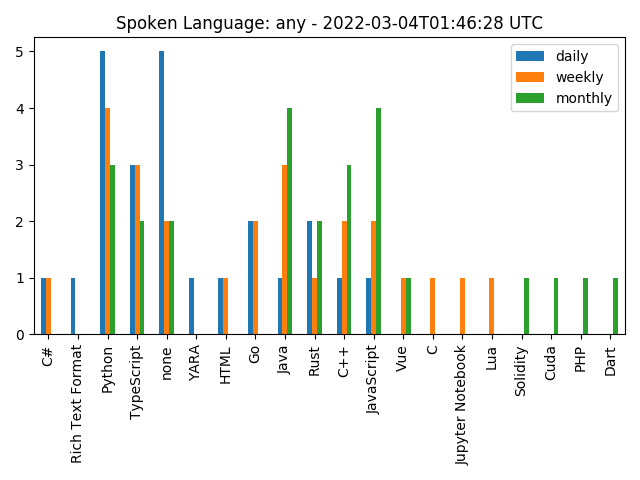 Spoken Language: any - 2022-03-04T01:46:28 UTC
daily
weekly
monthly
5
4
3
2
1
0
C#
Rich Text Format
Python
TypeScript
none
YARA
HTML
Go
Java
Rust
C++
JavaScript
Vue
C
Jupyter Notebook
Lua
Solidity
Cuda
PHP
Dart